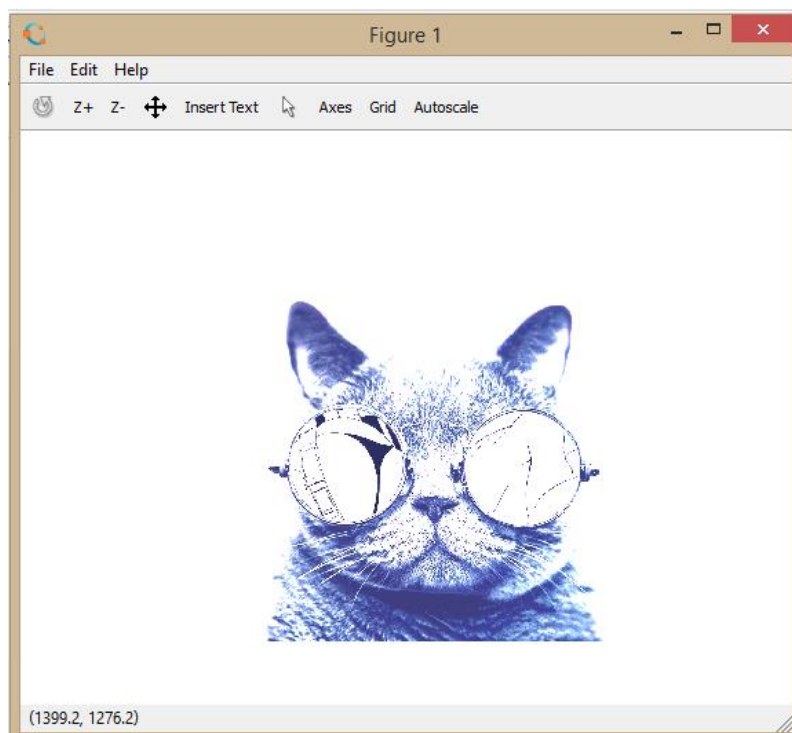 Figure 1
File Edit Help
Z+ Z- Insert Text Axes Grid Autoscale
(1399.2, 1276.2)